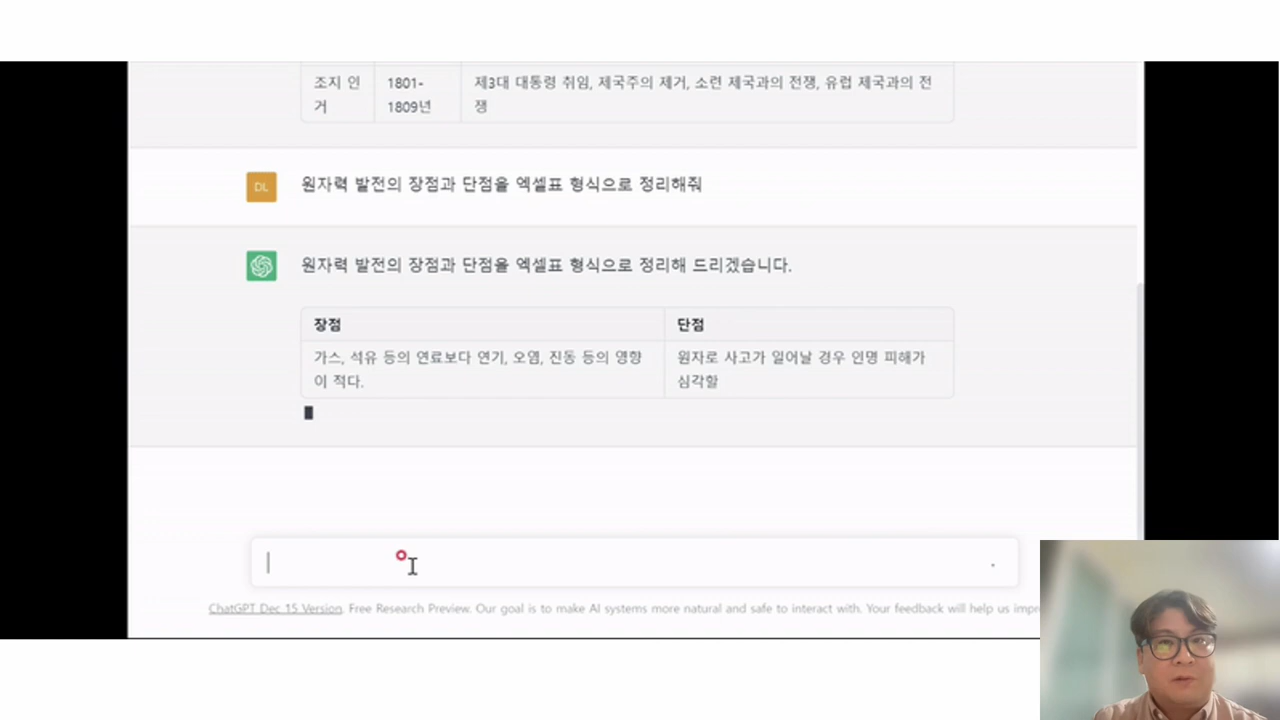 조지 인
거
1801-
1809년
제3대 대통령 취임, 제국주의 제거, 소련 제국과의 전쟁, 유럽 제국과의 전
쟁
DL
원자력 발전의 장점과 단점을 엑셀표 형식으로 정리해줘
원자력 발전의 장점과 단점을 엑셀표 형식으로 정리해 드리겠습니다.
장점
단점
가스, 석유 등의 연료보다 연기, 오염, 진동 등의 영향
이 적다.
원자로 사고가 일어날 경우 인명 피해가
심각할
ChatGPT Dec 15 Version. Free Research Preview. Our goal is to make AI systems more natural and safe to interact with. Your feedback will help us impr